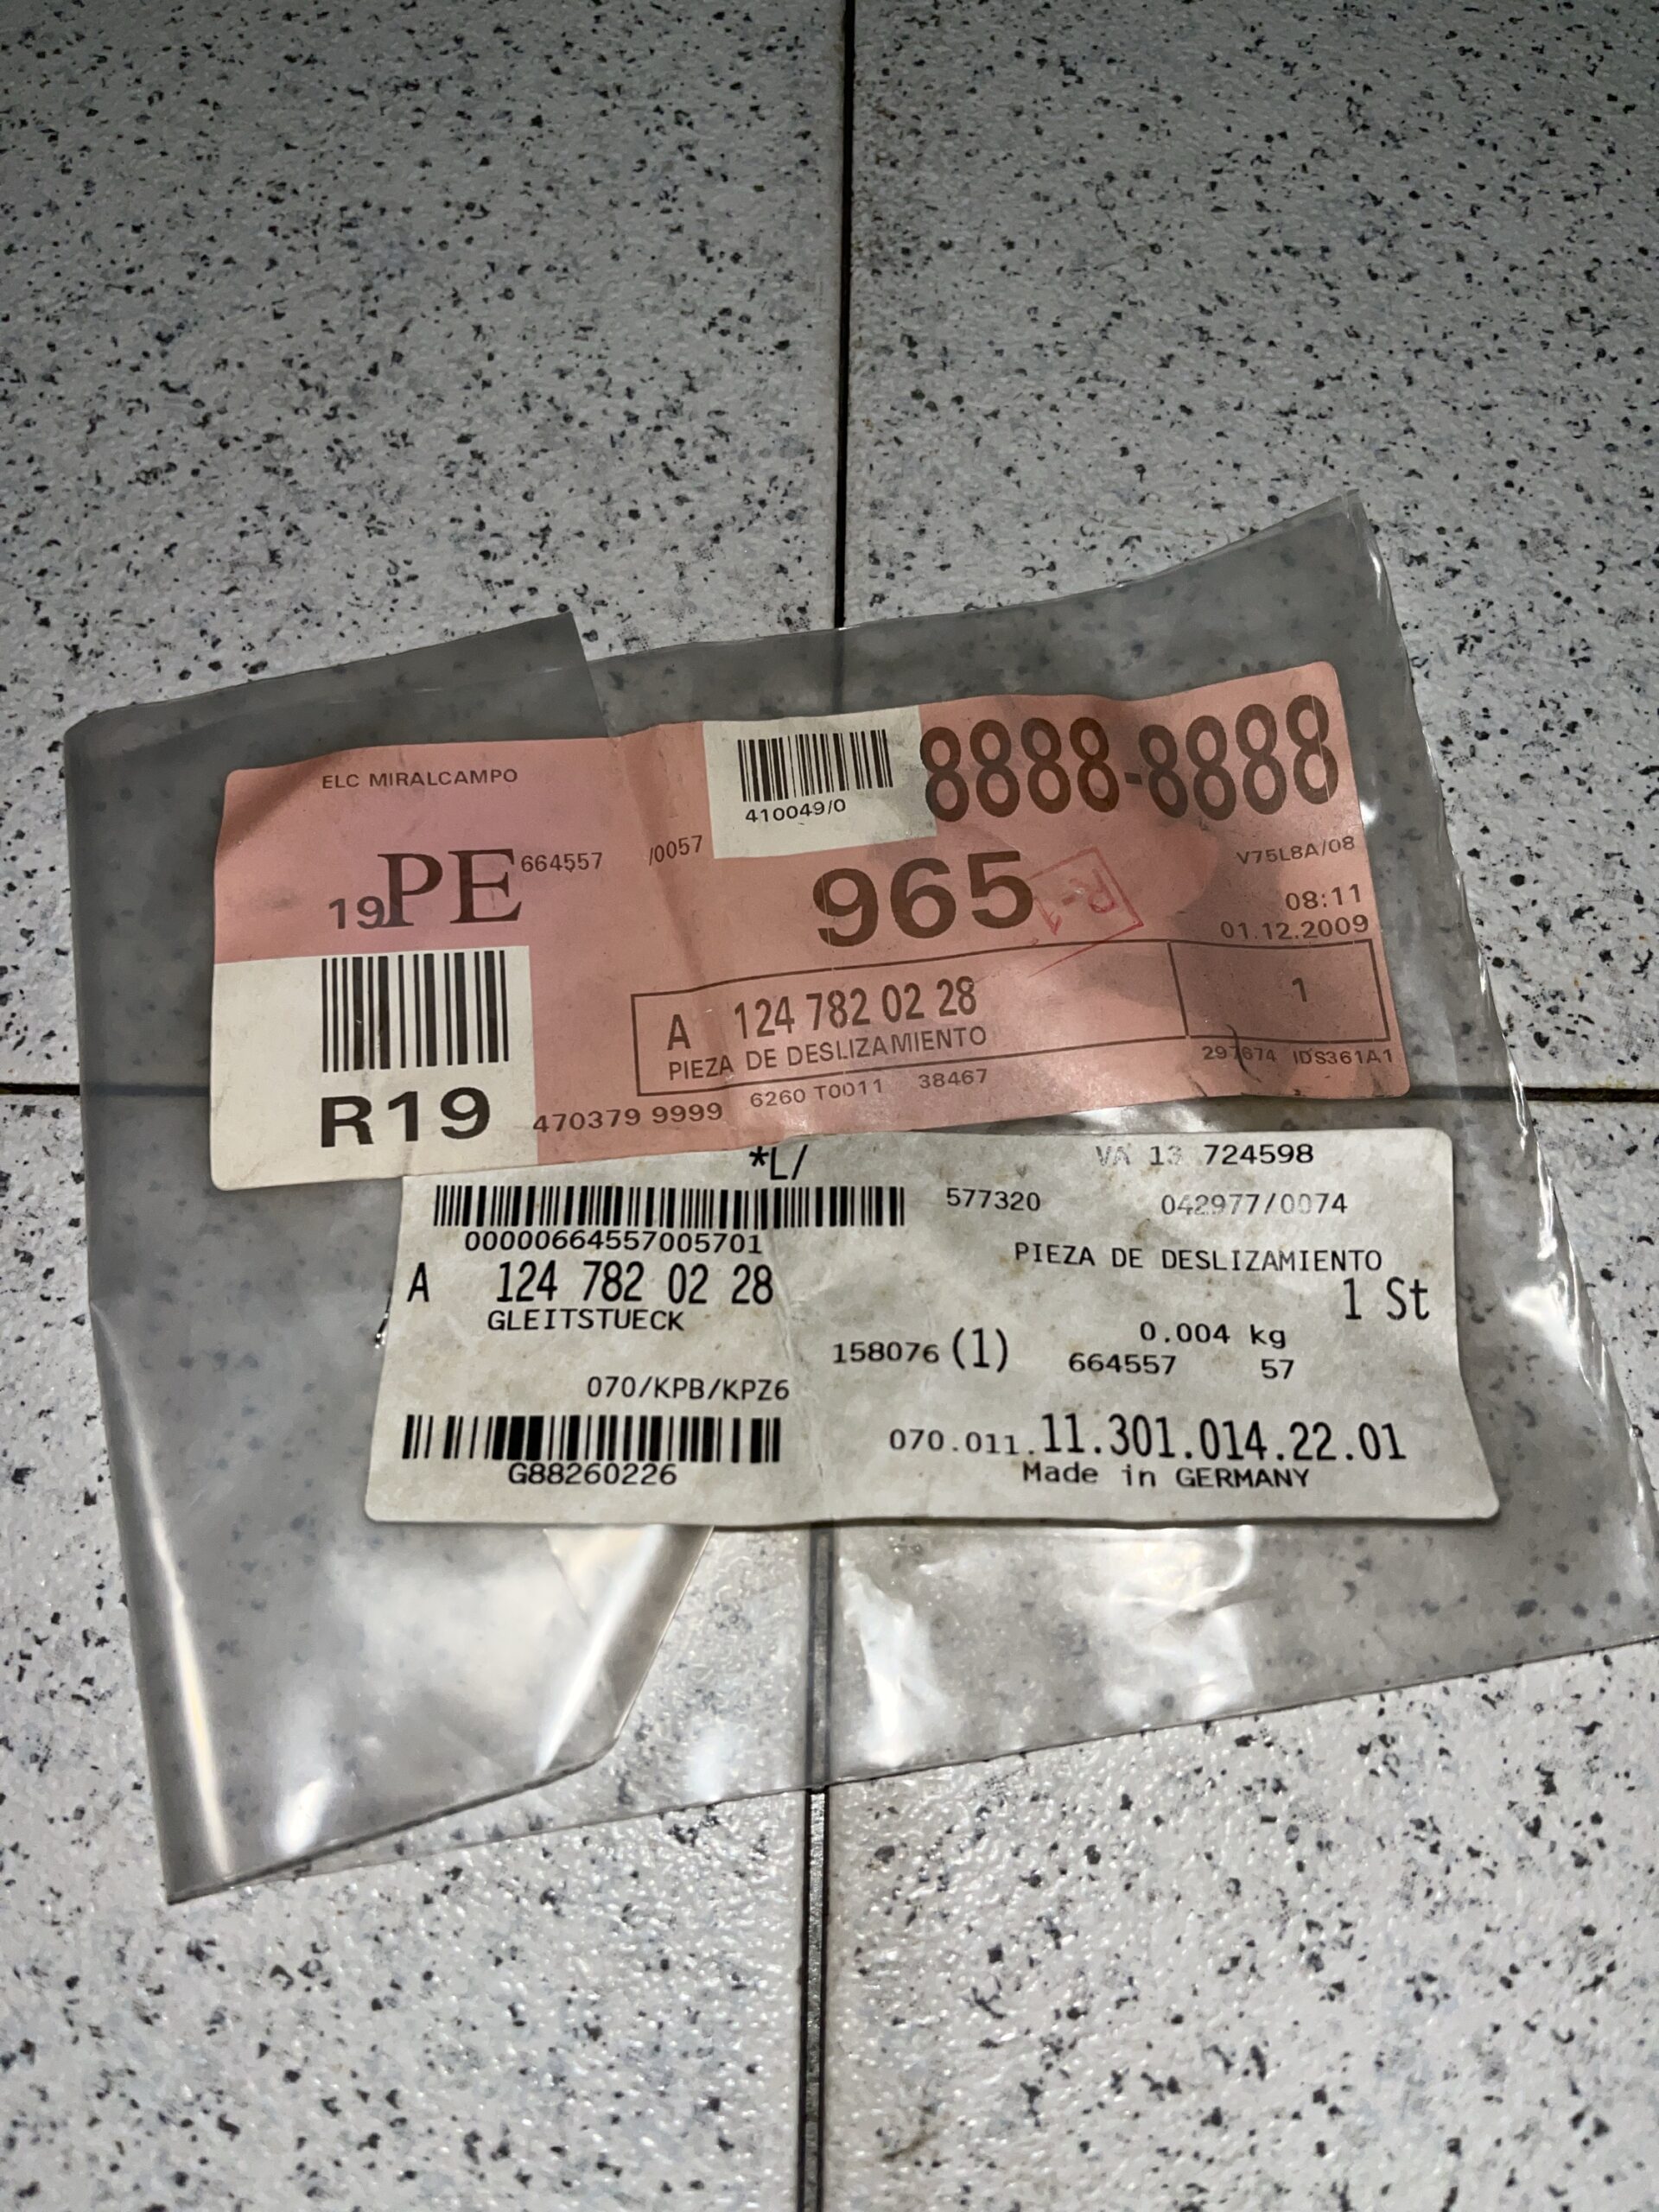 ELC MIRALCAMPO
410049/0
8888-8888
19PE 664557 /0057
965
R-1
V75L8A/08
08:11
01.12.2009
R19
A 124 782 02 28
1
PIEZA DE DESLIZAMIENTO
470379 9999 6260 T0011 38467
297674 IDS361A1
*L/
VA 13 724598
577320 042977/0074
00000664557005701
PIEZA DE DESLIZAMIENTO
A 124 782 02 28
1 St
GLEITSTUECK
0.004 kg
158076 (1) 664557 57
070/KPB/KPZ6
070.011.11.301.014.22.01
G88260226
Made in GERMANY